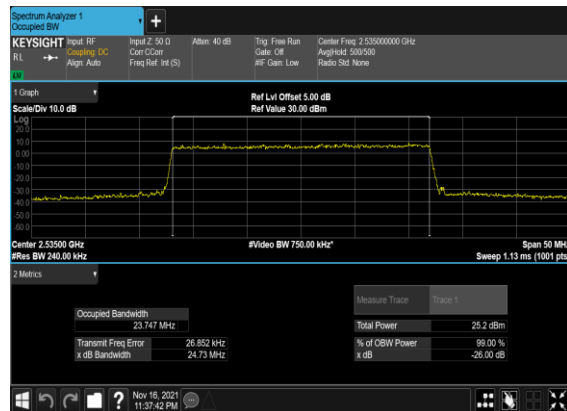 Spectrum Analyzer 1
Occupied BW
+
KEYSIGHT Input: RF Input Z: 50 Ω Atten: 40 dB Trig: Free Run Center Freq: 2.535000000 GHz
RL Coupling: DC Corr CCorr Gate: Off Avg|Hold: 500/500
Align: Auto Freq Ref: Int (S) #IF Gain: Low Radio Std: None
LXI
1 Graph Ref Lvl Offset 5.00 dB
Scale/Div 10.0 dB Ref Value 30.00 dBm
Log
20.0
10.0
0.00
-10.0
-20.0
-30.0
-40.0
-50.0
-60.0
Center 2.53500 GHz #Video BW 750.00 kHz* Span 50 MHz
#Res BW 240.00 kHz Sweep 1.13 ms (1001 pts
2 Metrics
Measure Trace Trace 1
Occupied Bandwidth
23.747 MHz Total Power 25.2 dBm
Transmit Freq Error 26.852 kHz % of OBW Power 99.00 %
x dB Bandwidth 24.73 MHz x dB -26.00 dB
? Nov 16, 2021
11:37:42 PM